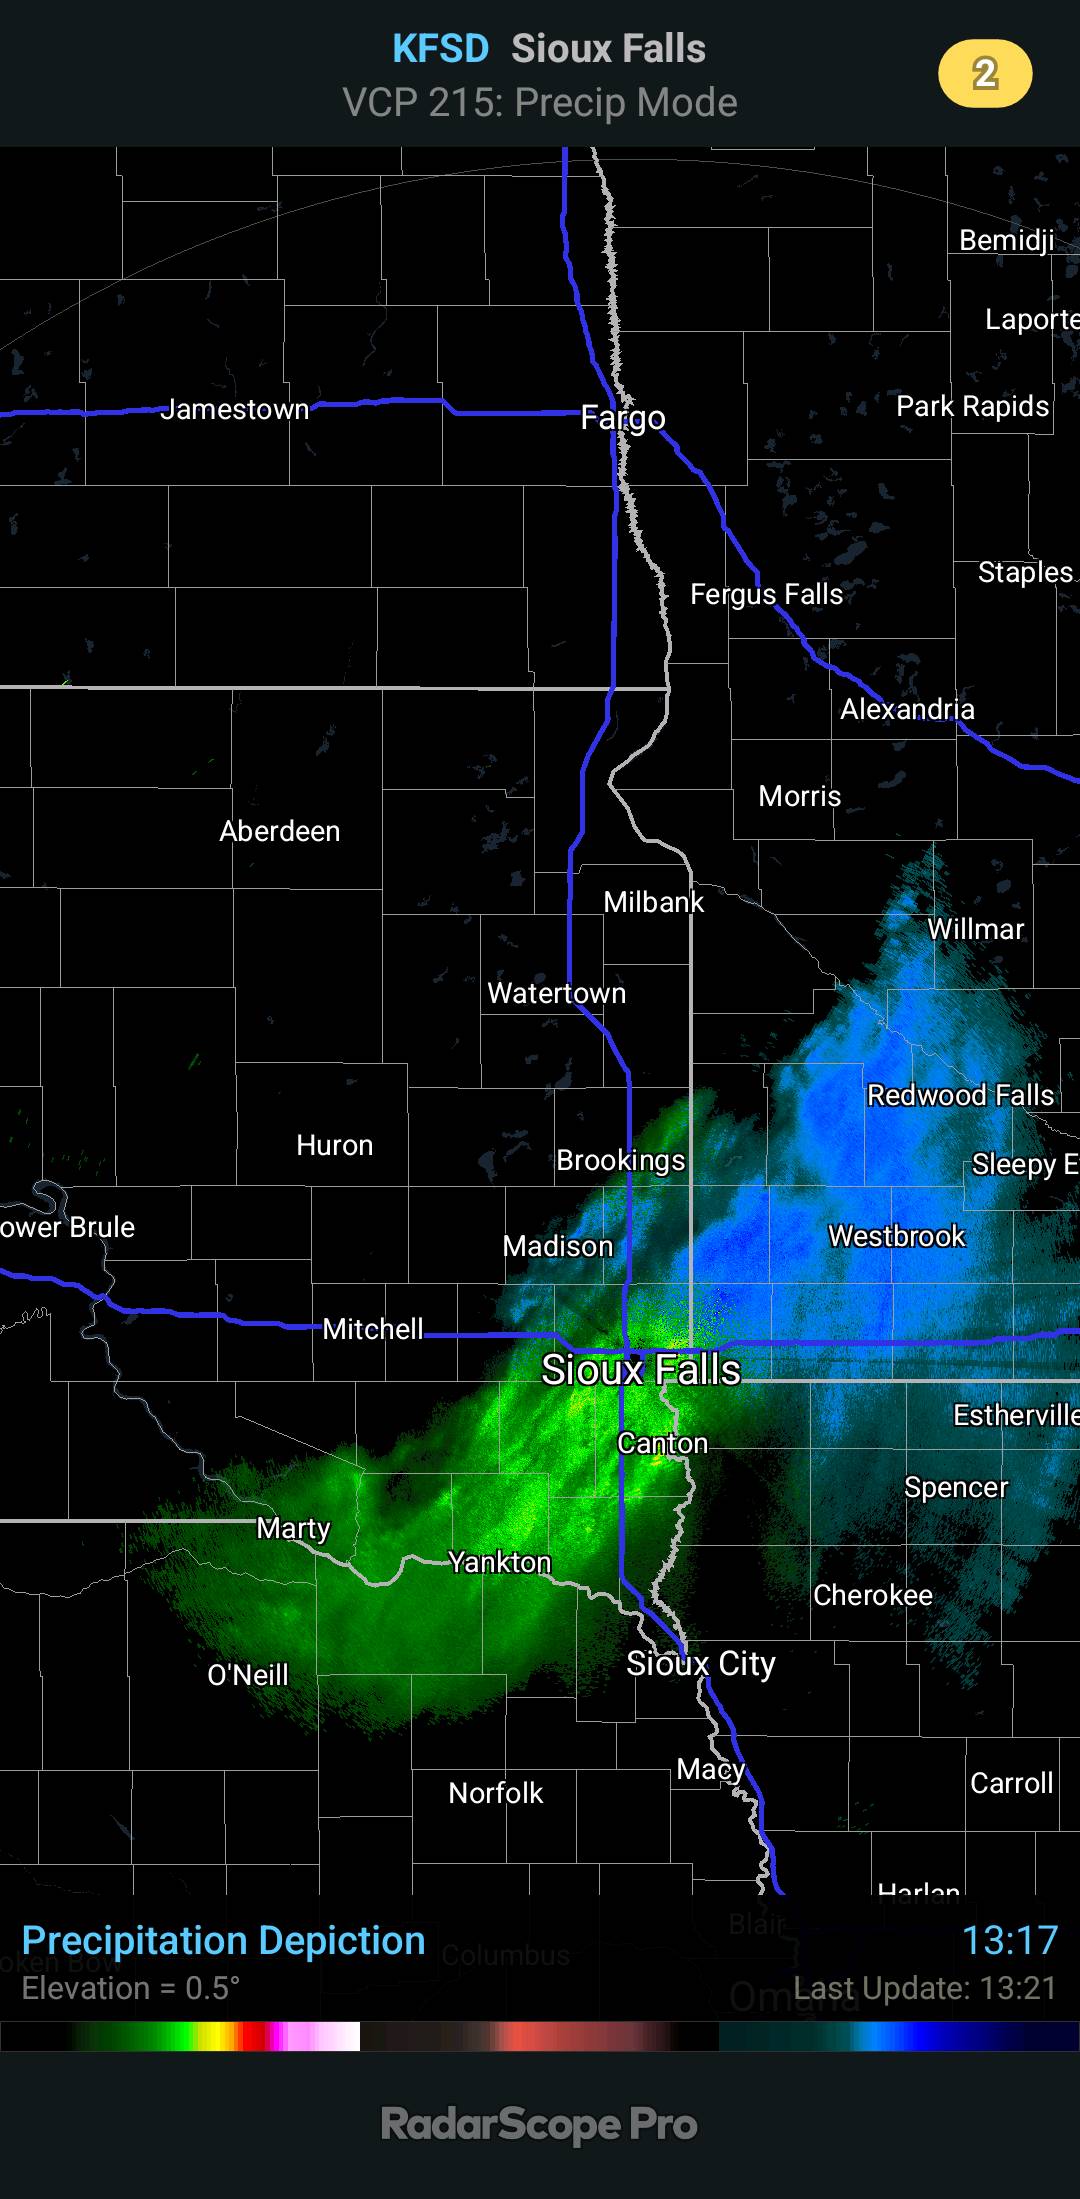 KFSD Sioux Falls
VCP 215: Precip Mode
2
Bemidji
Laporte
Jamestown
Fargo
Park Rapids
Staples
Fergus Falls
Alexandria
Morris
Aberdeen
Milbank
Willmar
Watertown
Redwood Falls
Huron
Brookings
Sleepy E
ower Brule
Madison
Westbrook
Mitchell
Sioux Falls
Estherville
Canton
Spencer
Marty
Yankton
Cherokee
O'Neill
Sioux City
Macy
Norfolk
Carroll
Harlan
Blair
Precipitation Depiction
13:17
oken Bow
Columbus
Elevation = 0.5°
Omaha
Last Update: 13:21
RadarScope Pro